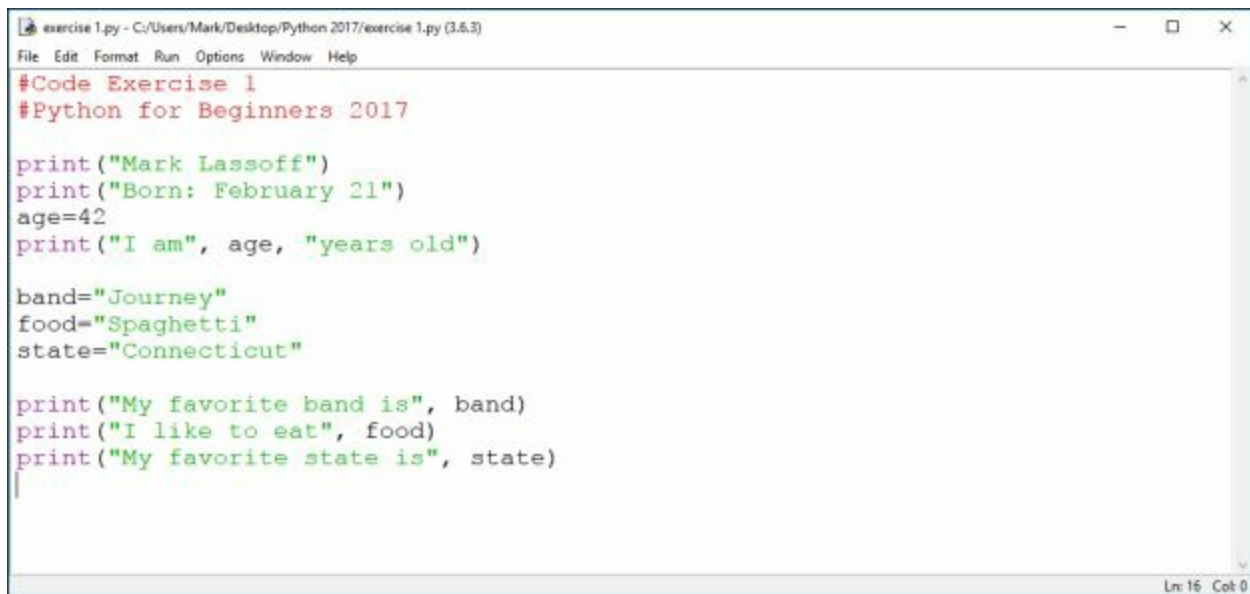 exercise 1.py - C:/Users/Mark/Desktop/Python 2017/exercise 1.py (3.6.3)
File Edit Format Run Options Window Help
#Code Exercise 1
#Python for Beginners 2017
print("Mark Lassoff")
print("Born: February 21")
age=42
print("I am", age, "years old")
band="Journey"
food="Spaghetti"
state="Connecticut"
print("My favorite band is", band)
print("I like to eat", food)
print("My favorite state is", state)
Ln: 16 Col: 0